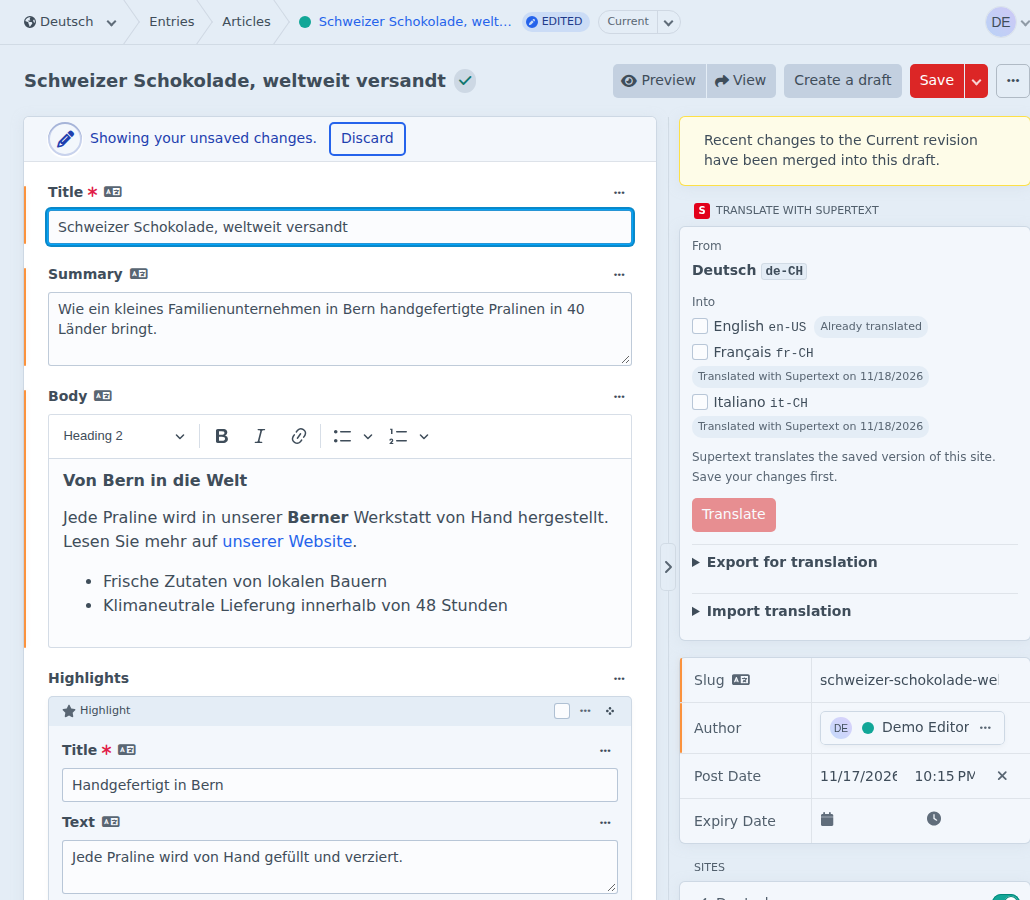 Deutsch
Entries
Articles
Schweizer Schokolade, welt...
EDITED
Current
DE
Schweizer Schokolade, weltweit versandt
Preview
View
Create a draft
Save
Showing your unsaved changes.
Discard
Title *
Schweizer Schokolade, weltweit versandt
Summary
Wie ein kleines Familienunternehmen in Bern handgefertigte Pralinen in 40
Länder bringt.
Body
Heading 2
B I
Von Bern in die Welt
Jede Praline wird in unserer Berner Werkstatt von Hand hergestellt.
Lesen Sie mehr auf unserer Website.
• Frische Zutaten von lokalen Bauern
• Klimaneutrale Lieferung innerhalb von 48 Stunden
Highlights
Highlight
Title *
Handgefertigt in Bern
Text
Jede Praline wird von Hand gefüllt und verziert.
Recent changes to the Current revision
have been merged into this draft.
S TRANSLATE WITH SUPERTEXT
From
Deutsch de-CH
Into
English en-US Already translated
Français fr-CH
Translated with Supertext on 11/18/2026
Italiano it-CH
Translated with Supertext on 11/18/2026
Supertext translates the saved version of this site.
Save your changes first.
Translate
Export for translation
Import translation
Slug
schweizer-schokolade-we
Author
DE Demo Editor
Post Date
11/17/2026 10:15 PM
Expiry Date
SITES